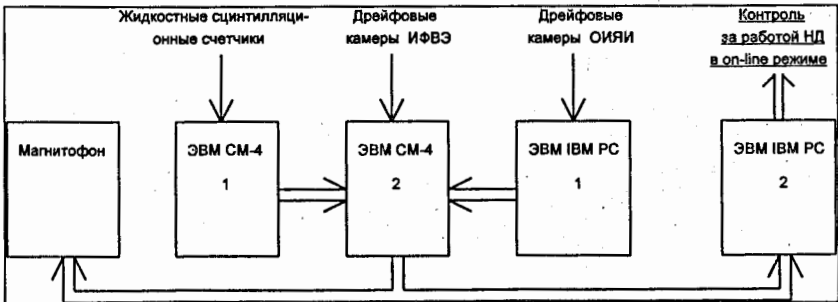 Жидкостные сцинтилляци-
онные счетчики
Дрейфовые
камеры ИФВЭ
Дрейфовые
камеры ОИЯИ
Контроль
за работой НД
в on-line режиме
Магнитофон
ЭВМ СМ-4
1
ЭВМ СМ-4
2
ЭВМ IBM PC
1
ЭВМ IBM PC
2